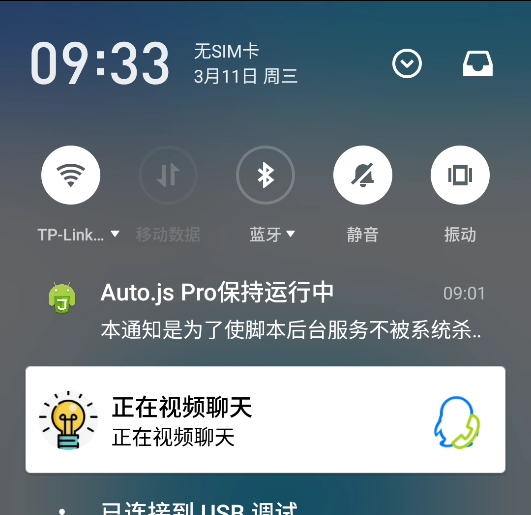 09:33
无SIM卡
3月11日 周三
TP-Link...
移动数据
蓝牙
静音
振动
Auto.js Pro保持运行中
09:01
本通知是为了使脚本后台服务不被系统杀..
正在视频聊天
正在视频聊天
已连接到 USB 调试